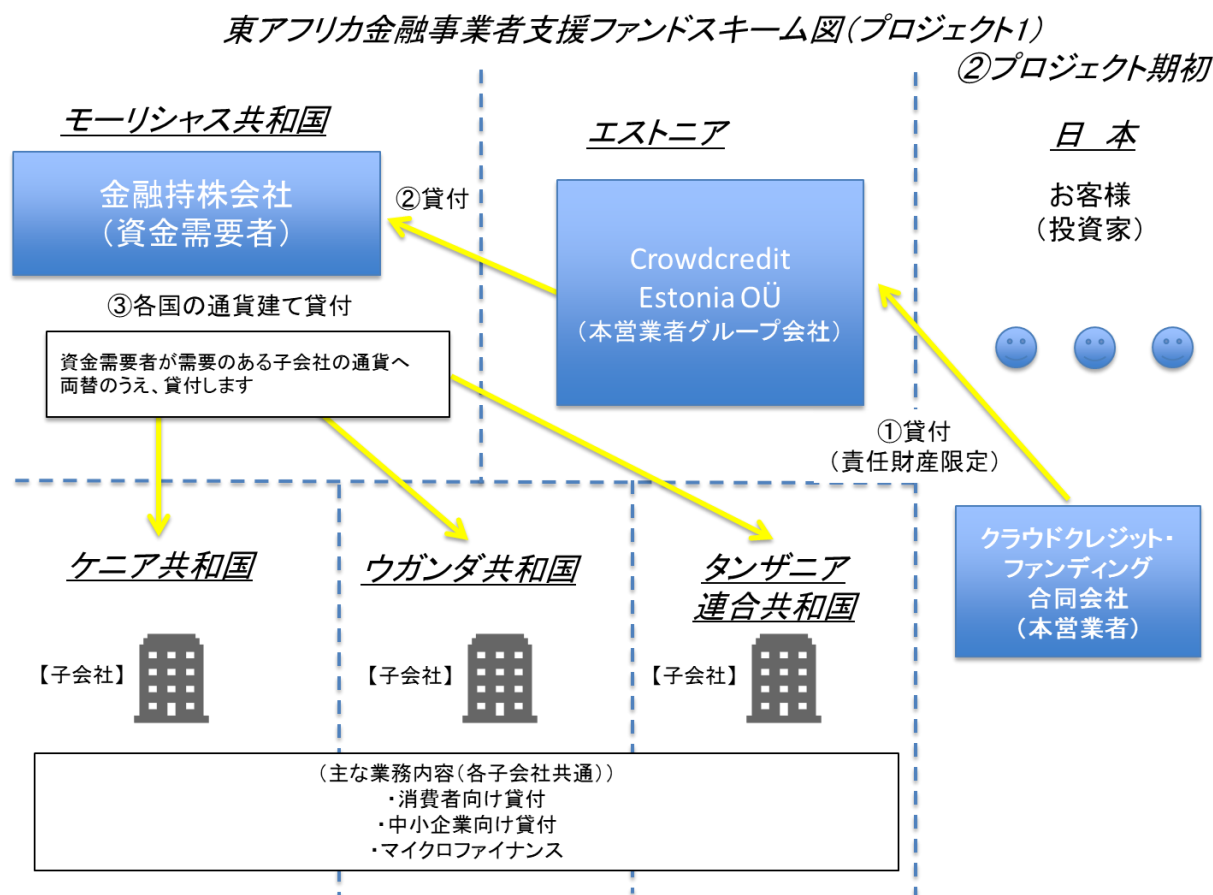 東アフリカ金融事業者支援ファンドスキーム図(プロジェクト1)
②プロジェクト期初
モーリシャス共和国
エストニア
日 本
金融持株会社
(資金需要者)
②貸付
お客様
(投資家)
Crowdcredit
Estonia OÜ
(本営業者グループ会社)
③各国の通貨建て貸付
資金需要者が需要のある子会社の通貨へ
両替のうえ、貸付します
①貸付
(責任財産限定)
クラウドクレジット・
ファンディング
合同会社
(本営業者)
ケニア共和国
ウガンダ共和国
タンザニア
連合共和国
【子会社】
【子会社】
【子会社】
(主な業務内容(各子会社共通))
・消費者向け貸付
・中小企業向け貸付
・マイクロファイナンス